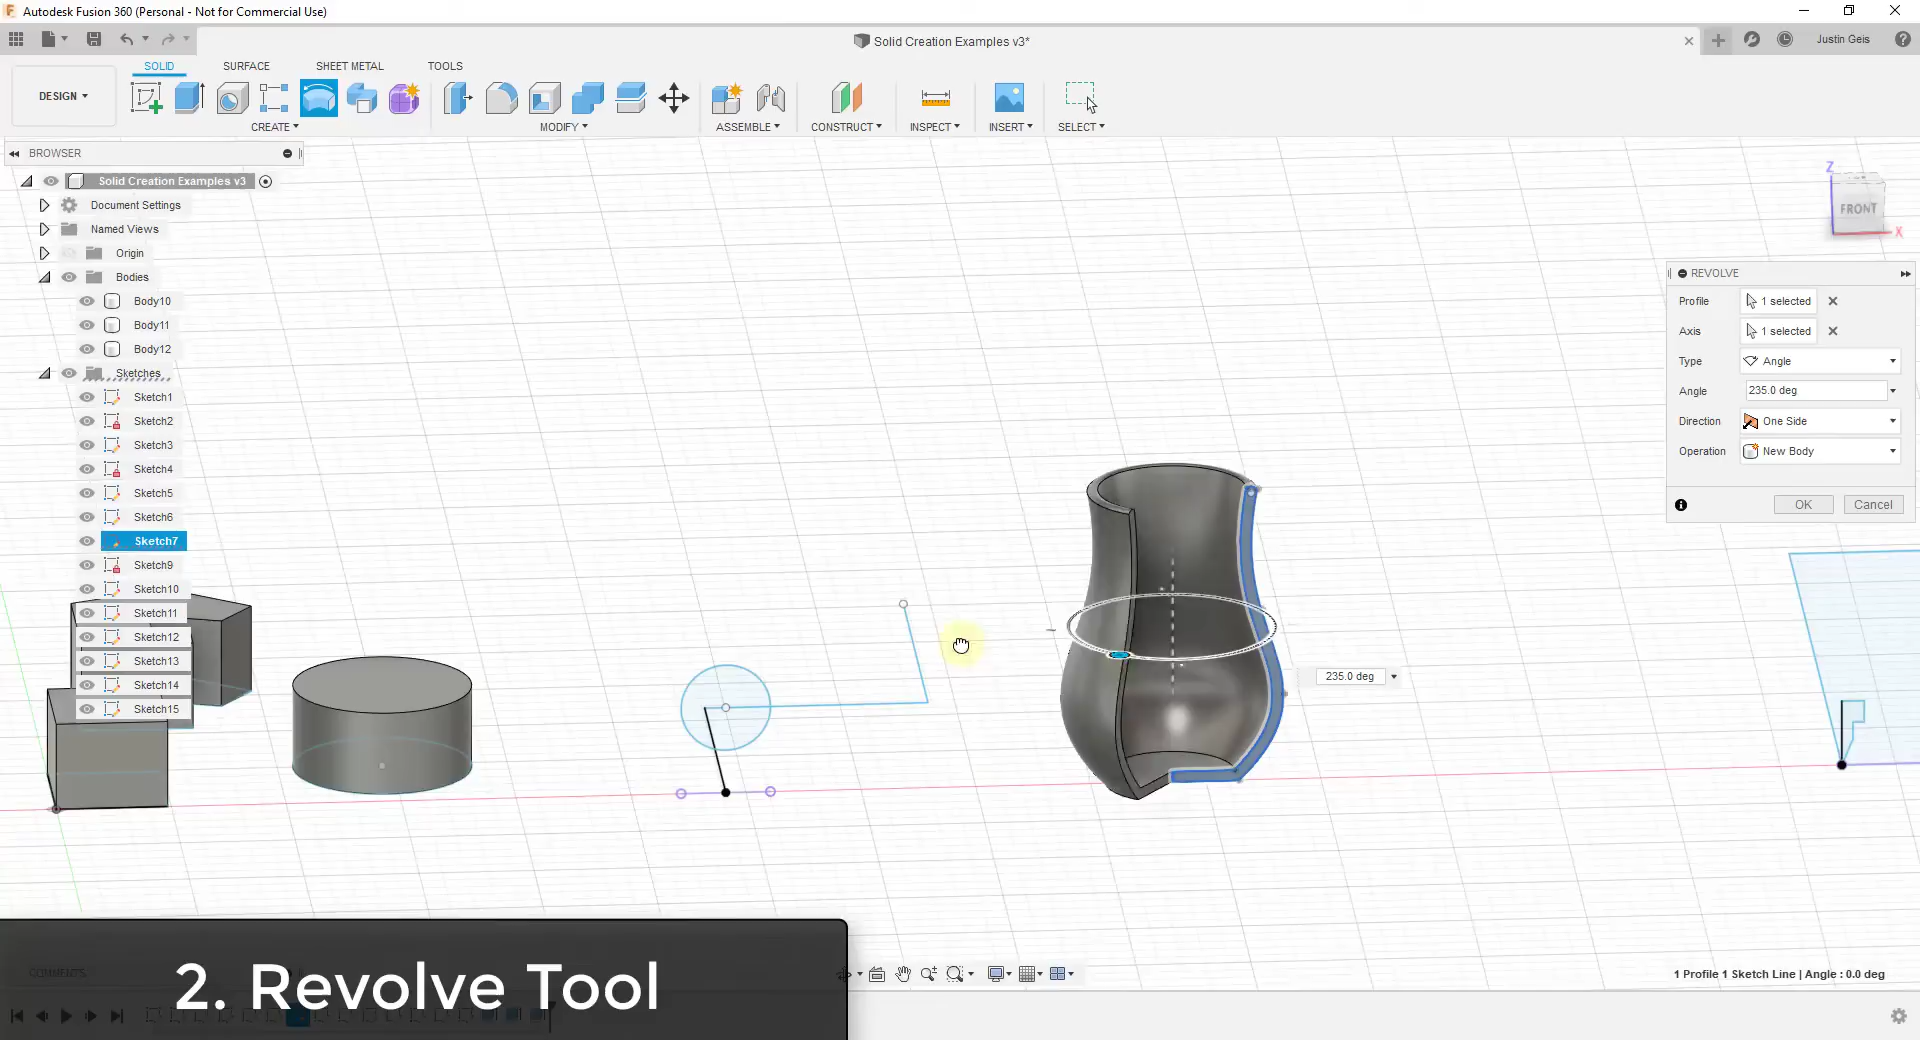 Autodesk Fusion 360 (Personal - Not for Commercial Use)
Solid Creation Examples v3*
Justin Geis
SOLID
SURFACE
SHEET METAL
TOOLS
DESIGN
CREATE
MODIFY
ASSEMBLE
CONSTRUCT
INSPECT
INSERT
SELECT
BROWSER
Solid Creation Examples v3
Document Settings
Named Views
Origin
Bodies
Body10
Body11
Body12
Sketches
Sketch1
Sketch2
Sketch3
Sketch4
Sketch5
Sketch6
Sketch7
Sketch9
Sketch10
Sketch11
Sketch12
Sketch13
Sketch14
Sketch15
Z
FRONT
X
REVOLVE
Profile 1 selected
Axis 1 selected
Type Angle
Angle 235.0 deg
Direction One Side
Operation New Body
OK Cancel
235.0 deg
COMMENTS
2. Revolve Tool
1 Profile 1 Sketch Line | Angle : 0.0 deg